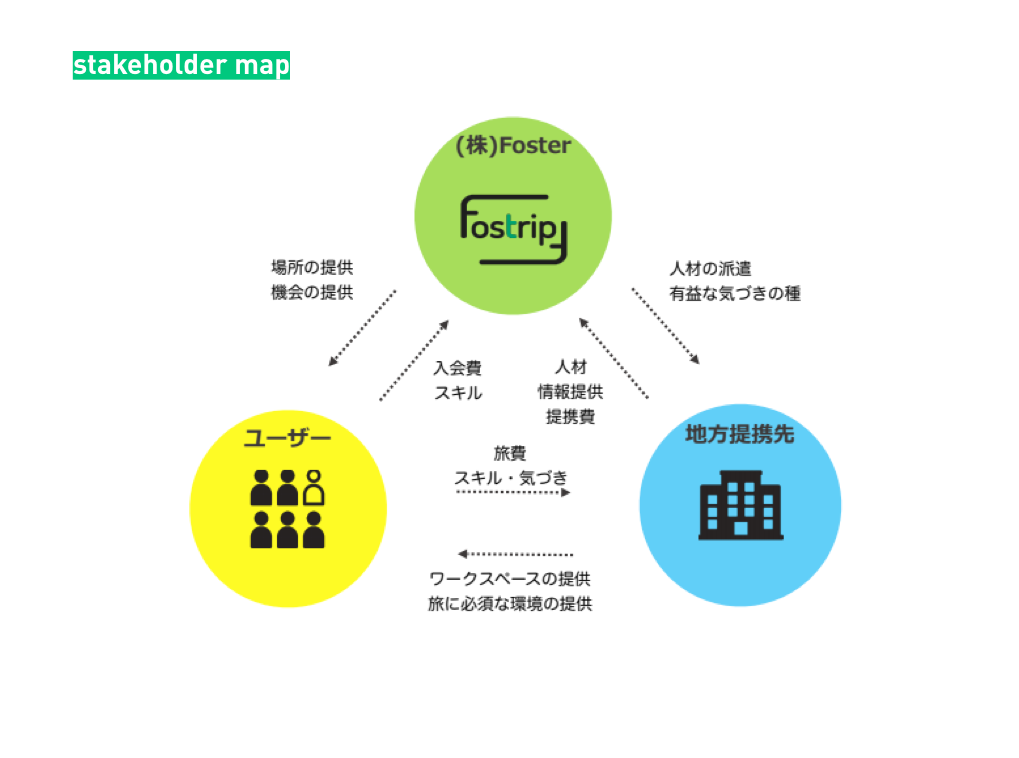 stakeholder map
(株)Foster
Fostrip
場所の提供
機会の提供
人材の派遣
有益な気づきの種
入会費
スキル
人材
情報提供
提携費
ユーザー
地方提携先
旅費
スキル・気づき
ワークスペースの提供
旅に必須な環境の提供